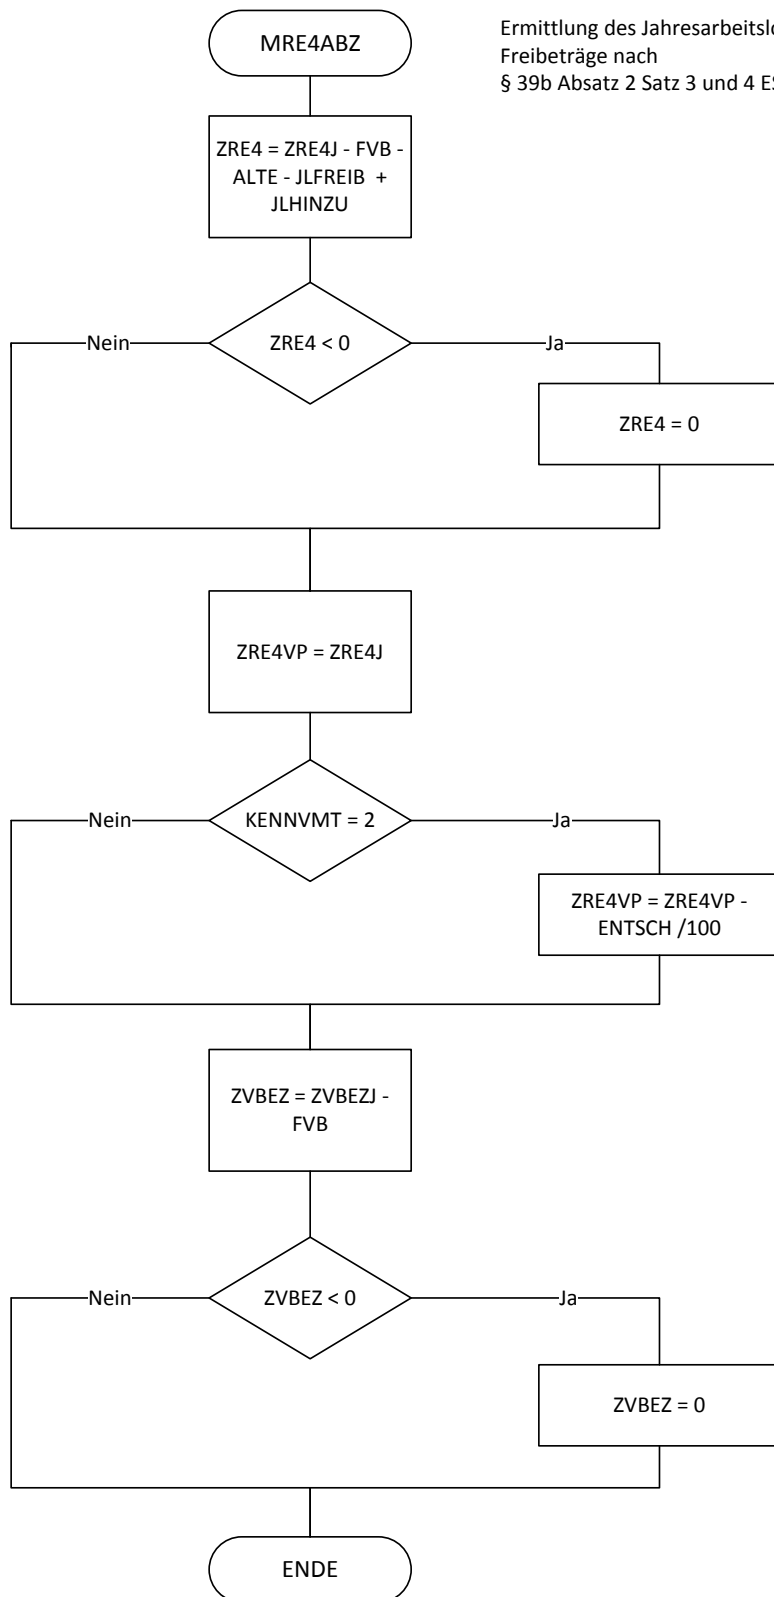 MRE4ABZ
Ermittlung des
Freibeträge nach
§ 39b Absatz 2 Satz 3 und 4
ZRE4 = ZRE4J - FVB -
ALTE - JLFREIB +
JLHINZU
Nein
ZRE4 < 0
Ja
ZRE4 = 0
ZRE4VP = ZRE4J
Nein
KENNVMT = 2
Ja
ZRE4VP = ZRE4VP -
ENTSCH /100
ZVBEZ = ZVBEZJ -
FVB
Nein
ZVBEZ < 0
Ja
ZVBEZ = 0
ENDE